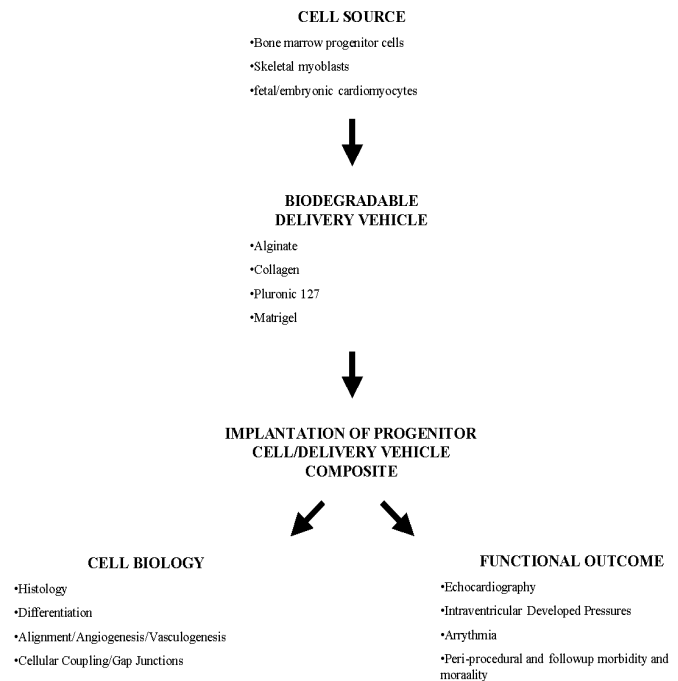 CELL SOURCE
•Bone marrow progenitor cells
•Skeletal myoblasts
•fetal/embryonic cardiomyocytes
BIODEGRADABLE
DELIVERY VEHICLE
•Alginate
•Collagen
•Pluronic 127
•Matrigel
IMPLANTATION OF PROGENITOR
CELL/DELIVERY VEHICLE
COMPOSITE
CELL BIOLOGY
•Histology
•Differentiation
•Alignment/Angiogenesis/Vasculogenesis
•Cellular Coupling/Gap Junctions
FUNCTIONAL OUTCOME
•Echocardiography
•Intraventricular Developed Pressures
•Arrythmia
•Peri-procedural and followup morbidity and
moraality